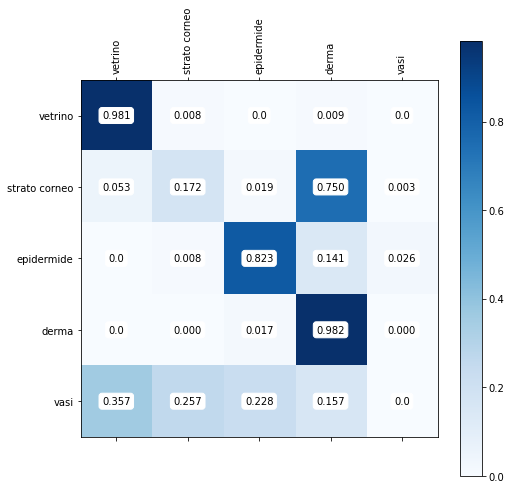 vetrino strato corneo epidermide derma vasi
vetrino 0.981 0.008 0.0 0.009 0.0
strato corneo 0.053 0.172 0.019 0.750 0.003
epidermide 0.0 0.008 0.823 0.141 0.026
derma 0.0 0.000 0.017 0.982 0.000
vasi 0.357 0.257 0.228 0.157 0.0
0.8
0.6
0.4
0.2
0.0